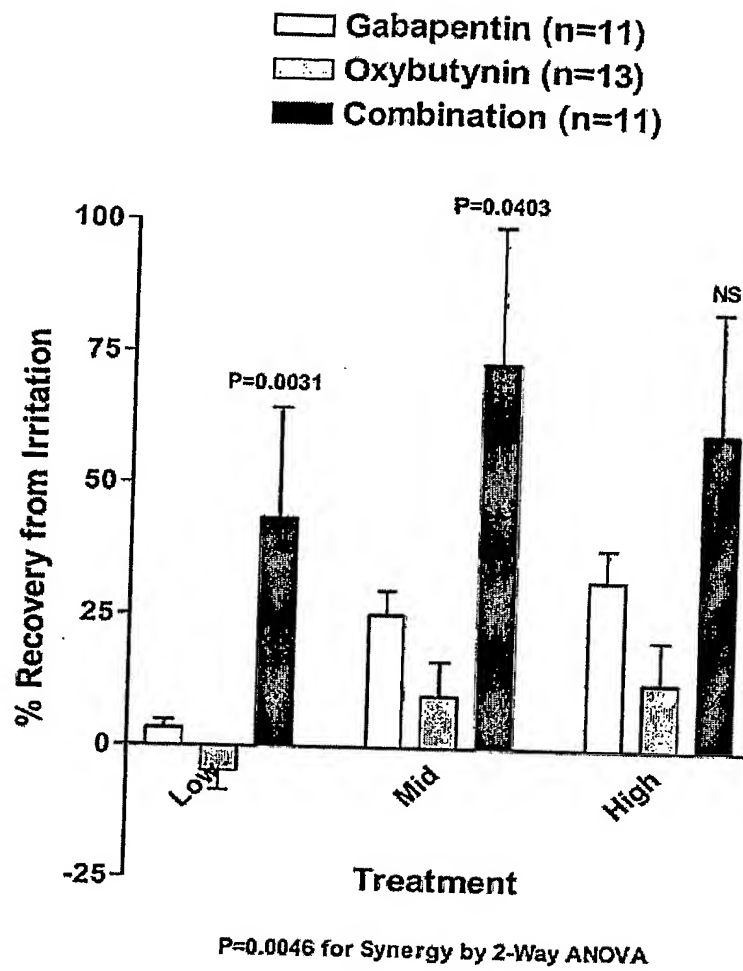 Gabapentin (n=11)
Oxybutynin (n=13)
Combination (n=11)
P=0.0403
100
NS
75
P=0.0031
50
25
0
-25
% Recovery from Irritation
Low
Mid
High
Treatment
P=0.0046 for Synergy by 2-Way ANOVA